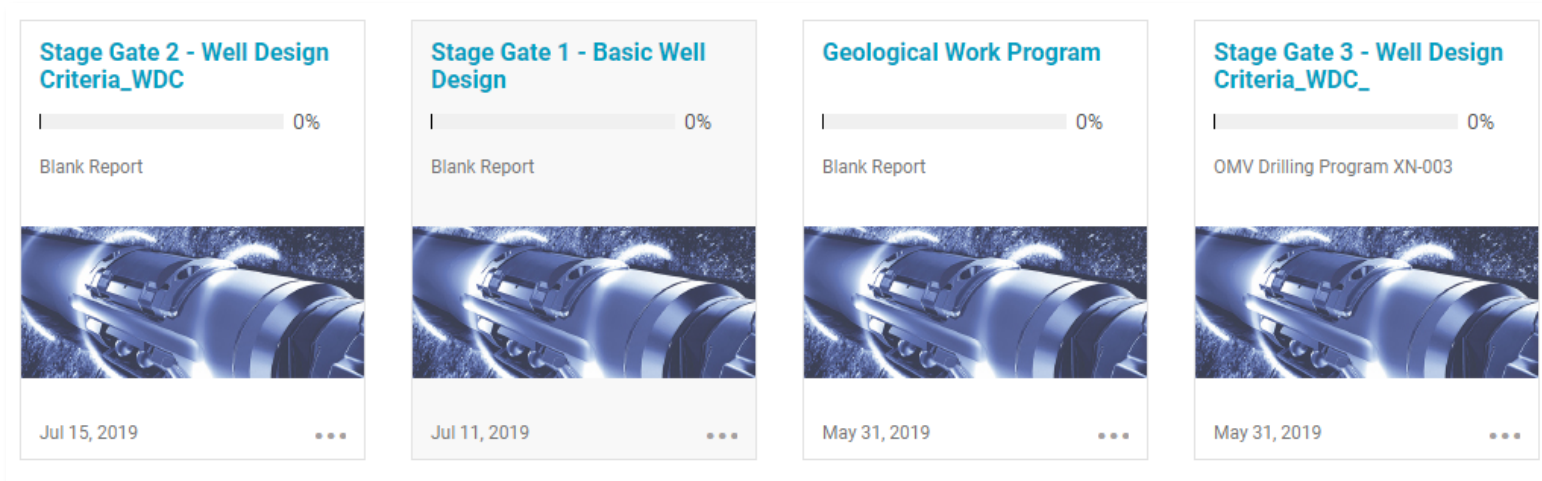 Stage Gate 2 - Well Design
Criteria_WDC
0%
Blank Report
Jul 15, 2019
Stage Gate 1 - Basic Well
Design
0%
Blank Report
Jul 11, 2019
Geological Work Program
0%
Blank Report
May 31, 2019
Stage Gate 3 - Well Design
Criteria_WDC_
0%
OMV Drilling Program XN-003
May 31, 2019